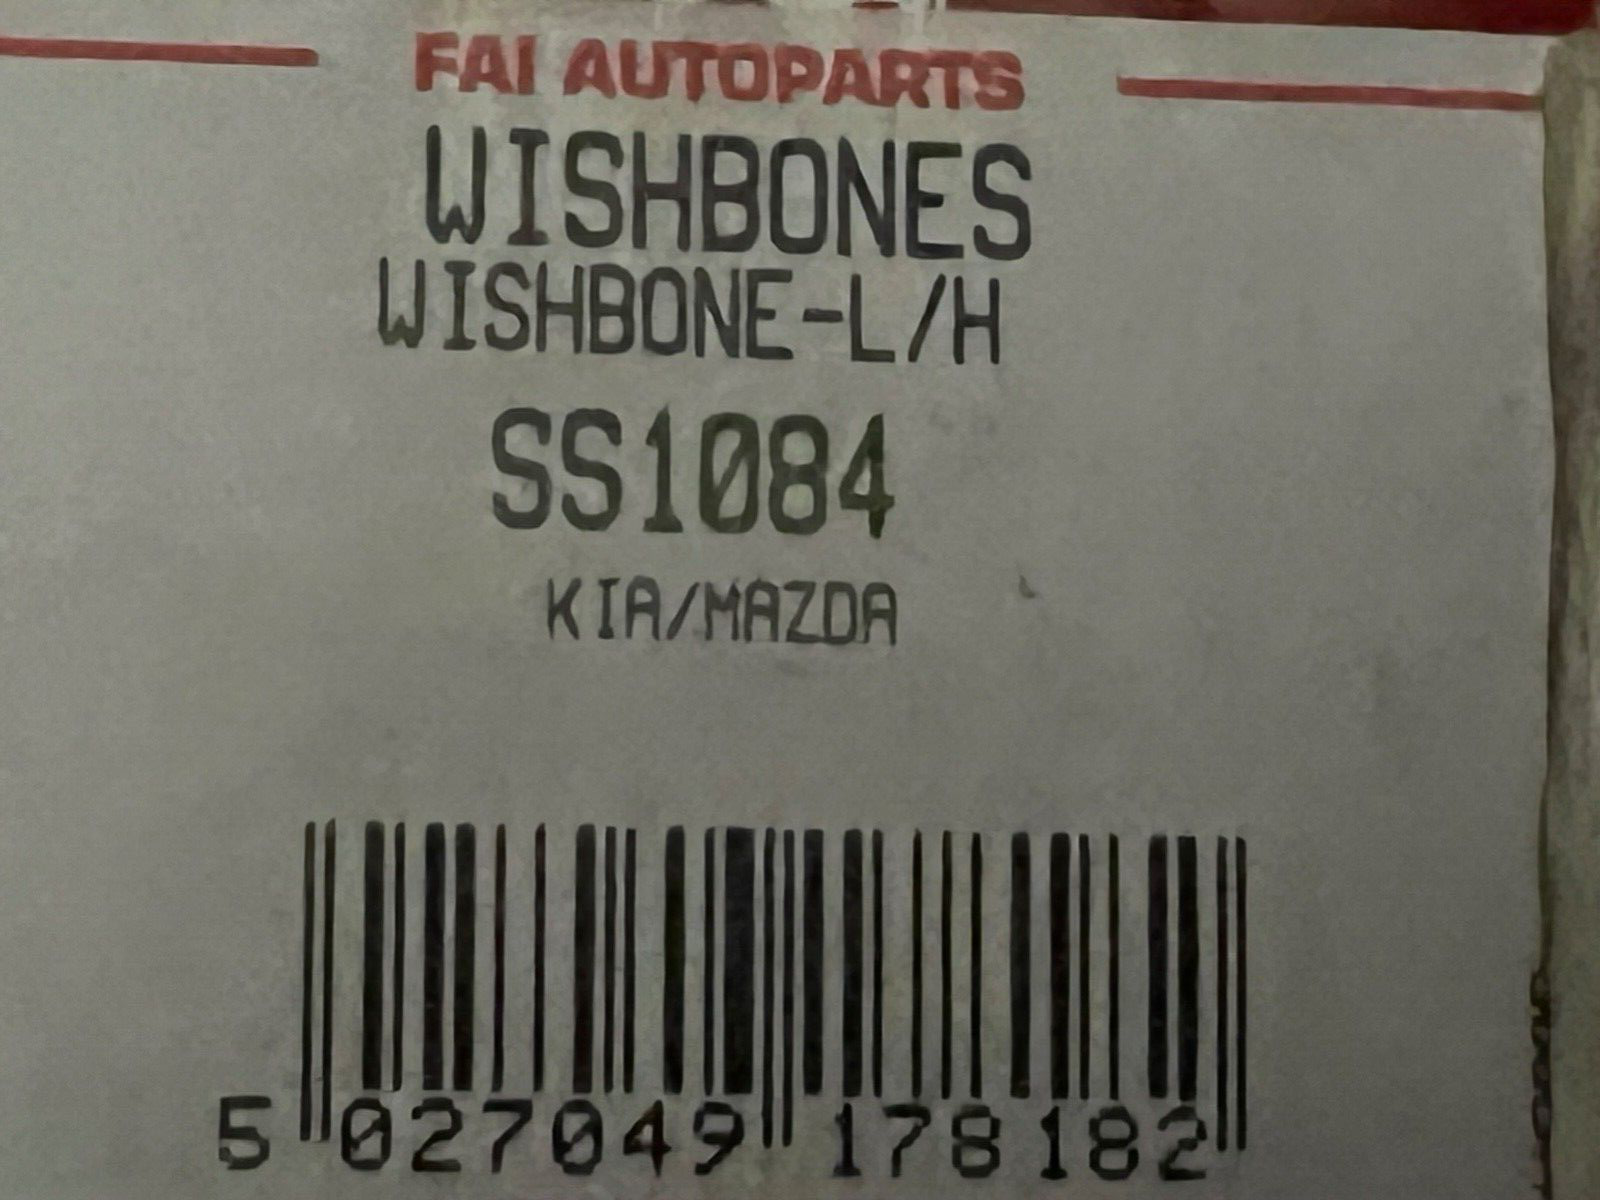 FAI AUTOPARTS
WISHBONES
WISHBONE-L/H
SS1084
KIA/MAZDA
5 027049 178182